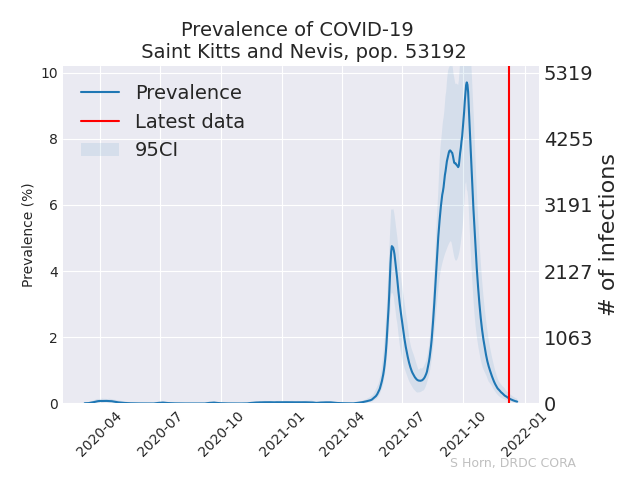 Prevalence of COVID-19
Saint Kitts and Nevis, pop. 53192
Prevalence
Latest data
95CI
Prevalence (%)
10
8
6
4
2
0
5319
4255
3191
2127
1063
0
# of infections
2020-04
2020-07
2020-10
2021-01
2021-04
2021-07
2021-10
2022-01
S Horn, DRDC CORA